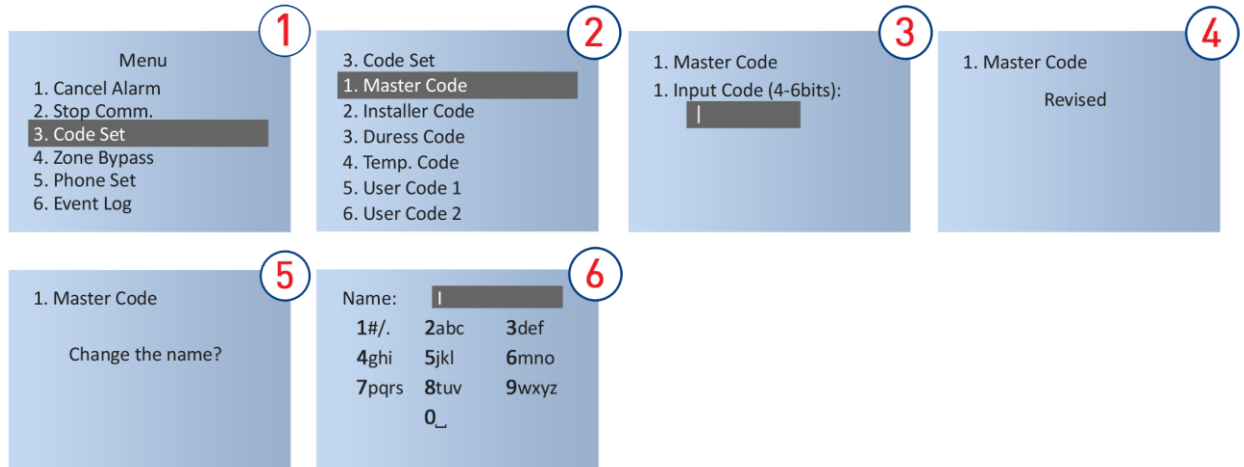 1
Menu
1. Cancel Alarm
2. Stop Comm.
3. Code Set
4. Zone Bypass
5. Phone Set
6. Event Log
2
3. Code Set
1. Master Code
2. Installer Code
3. Duress Code
4. Temp. Code
5. User Code 1
6. User Code 2
3
1. Master Code
1. Input Code (4-6bits):
4
1. Master Code
Revised
5
1. Master Code
Change the name?
6
Name:
1#/. 2abc 3def
4ghi 5jkl 6mno
7pqrs 8tuv 9wxyz
0_